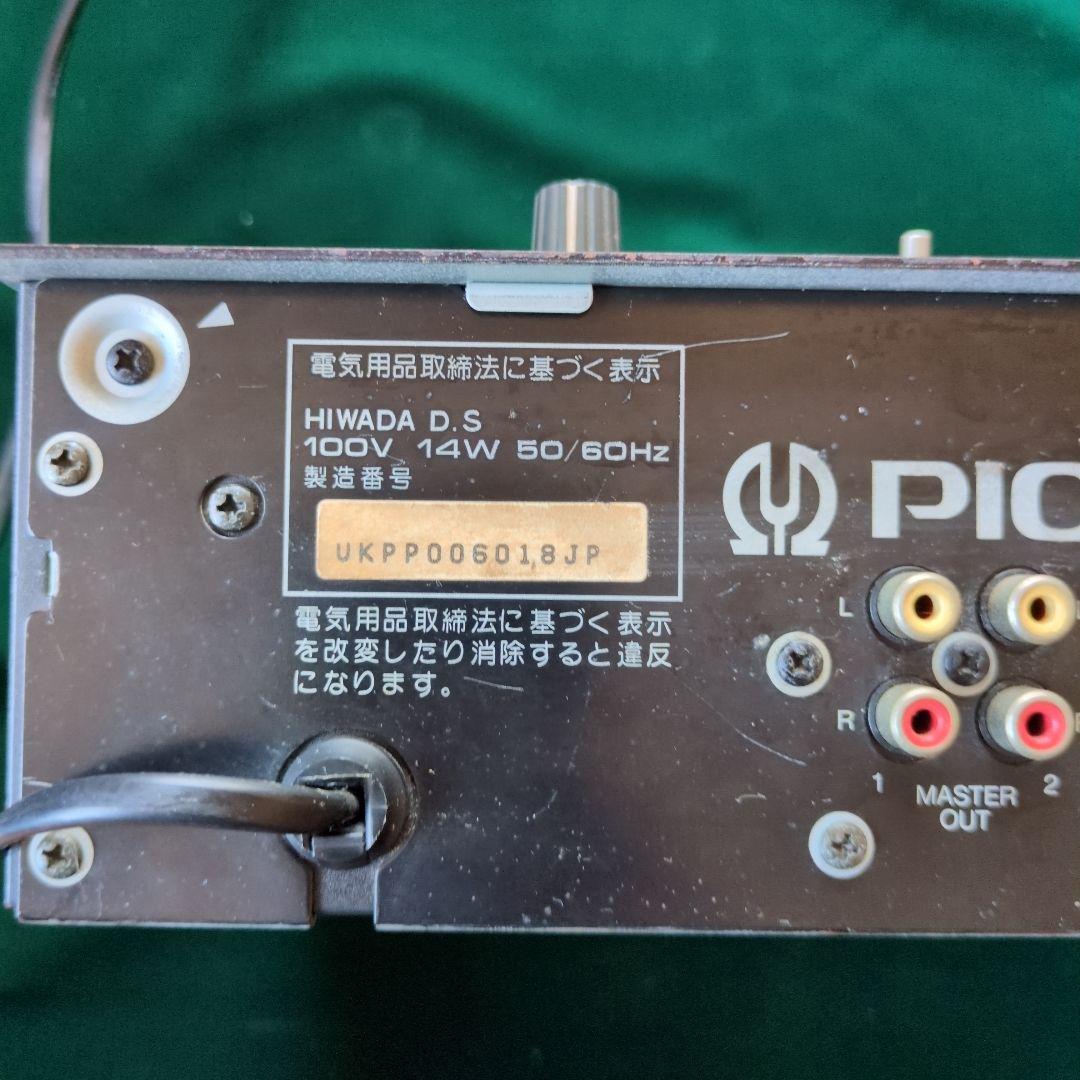 電気用品取締法に基づく表示
HIWADA D.S
100V 14W 50/60Hz
製造番号
UKPP006018JP
電気用品取締法に基づく表示
を改変したり消除すると違反
になります。
PIO
L
R
1 2
MASTER
OUT